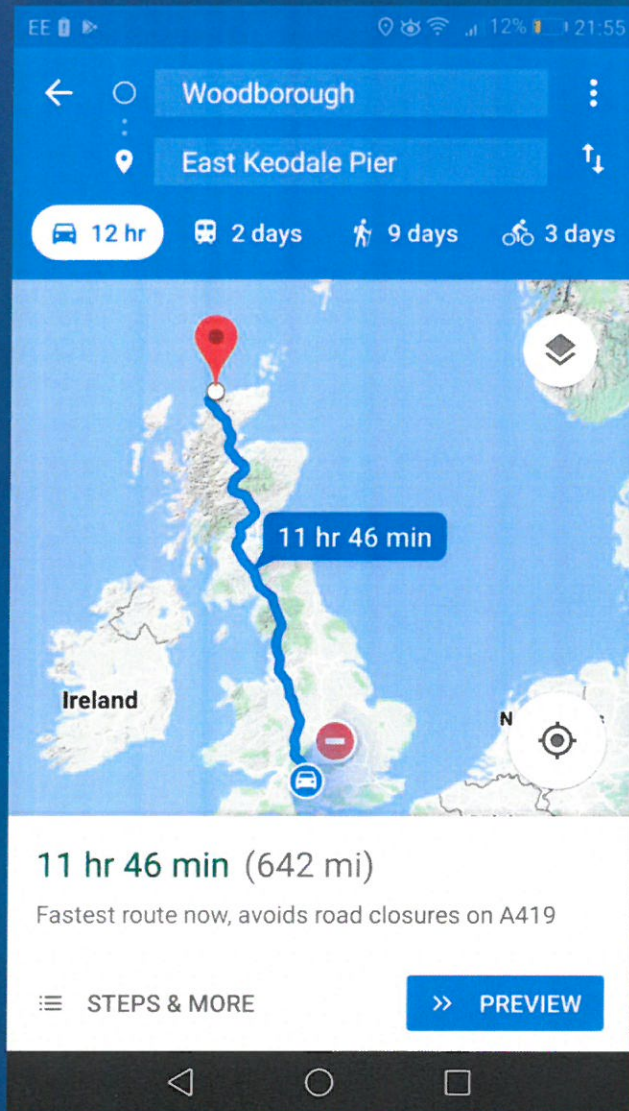 EE 12% 21:55
Woodborough
East Keodale Pier
12 hr 2 days 9 days 3 days
11 hr 46 min
Ireland
11 hr 46 min (642 mi)
Fastest route now, avoids road closures on A419
STEPS & MORE PREVIEW